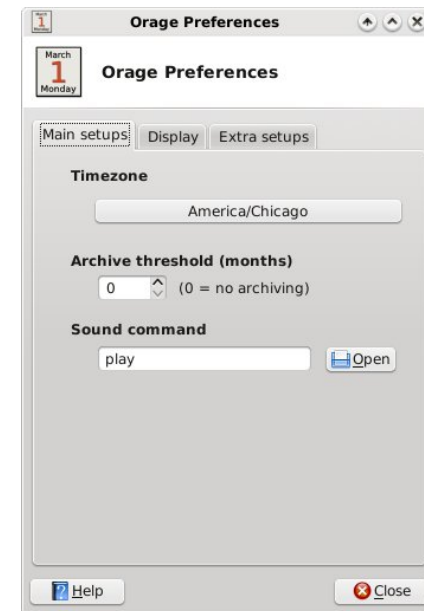 Orage Preferences
March
1
Monday
Orage Preferences
Main setups Display Extra setups
Timezone
America/Chicago
Archive threshold (months)
0 (0 = no archiving)
Sound command
play Open
Help Close